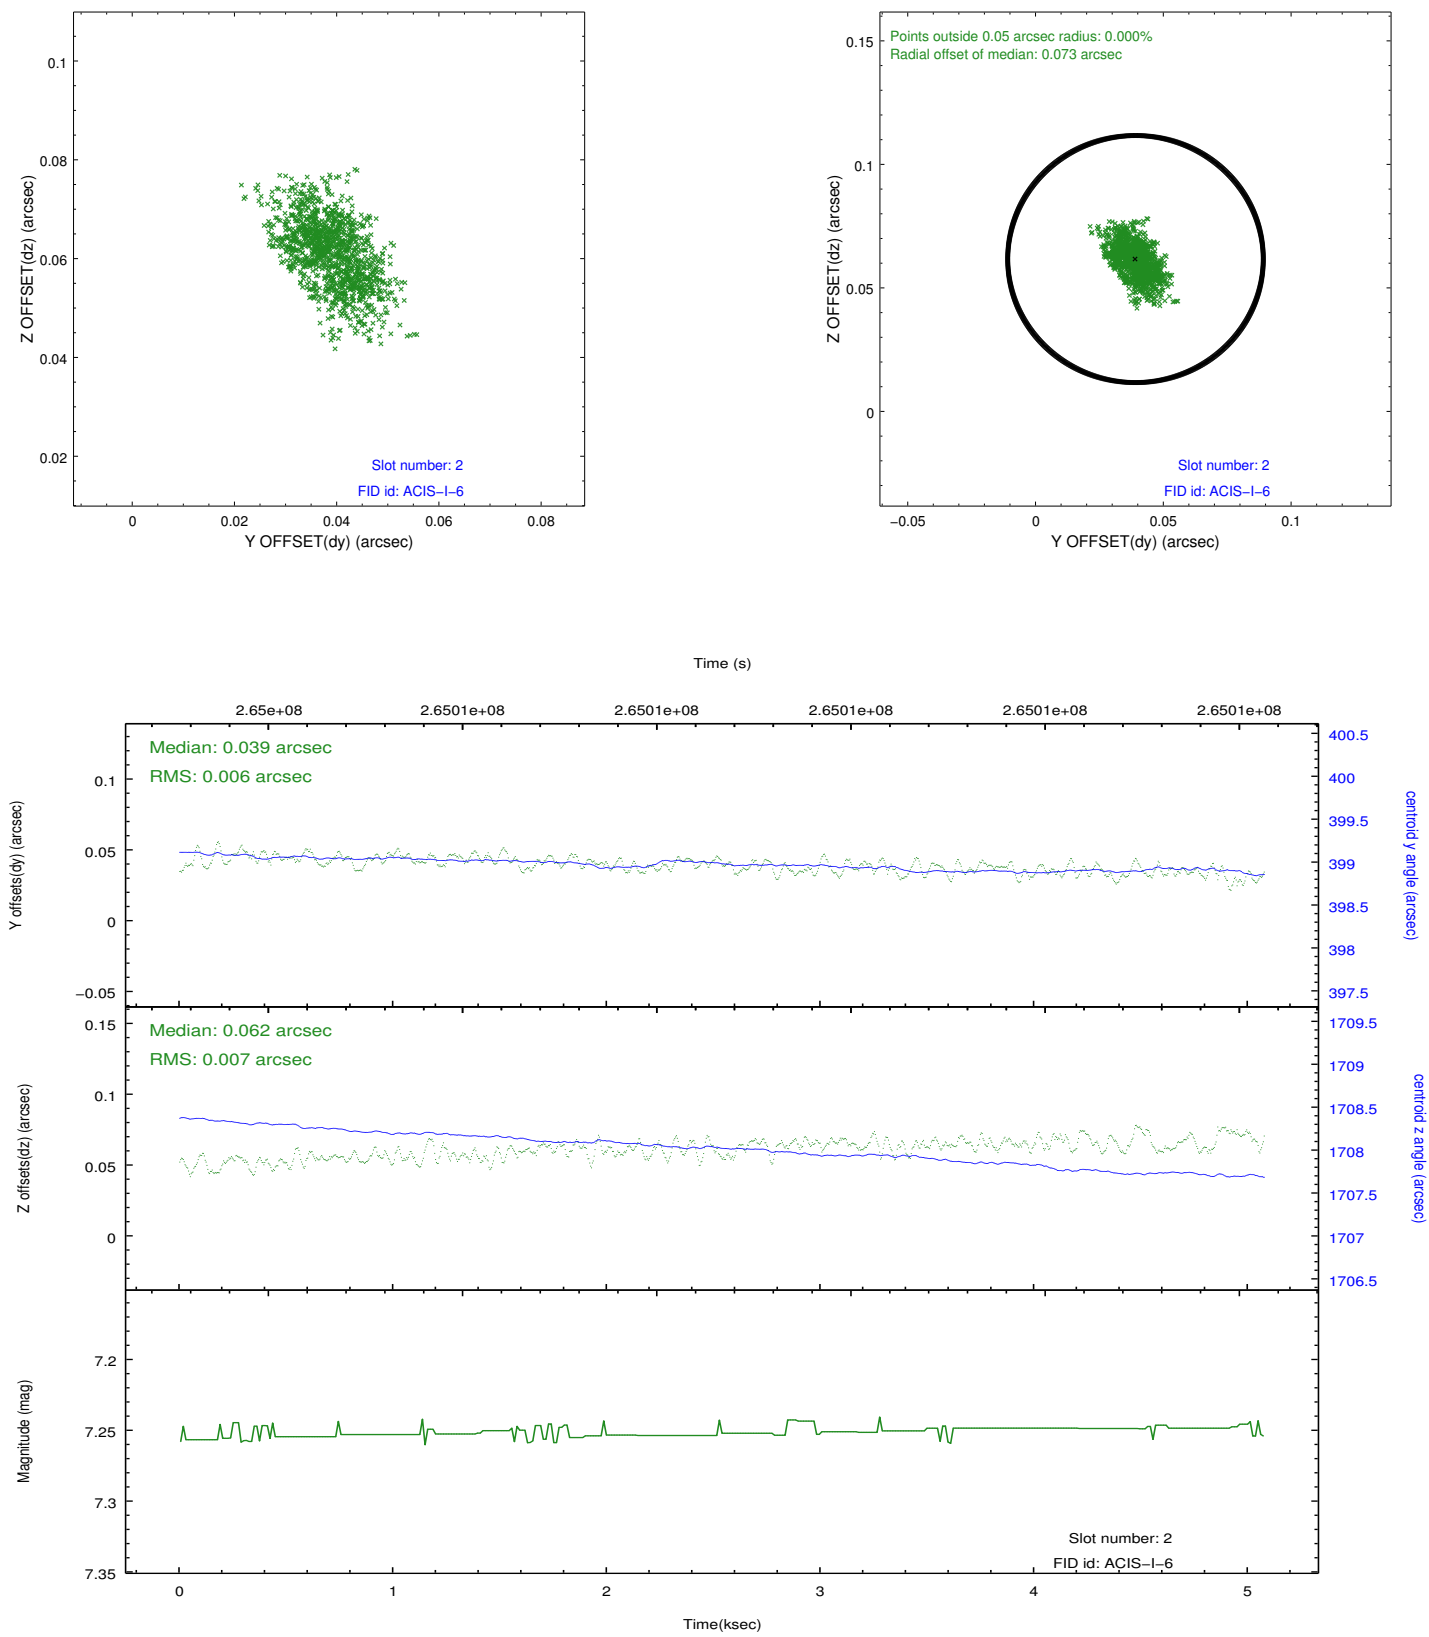 0.1
0.08
0.06
0.04
0.02
Z OFFSET(dz) (arcsec)
Slot number: 2
FID id: ACIS−I−6
0 0.02 0.04 0.06 0.08
Y OFFSET(dy) (arcsec)
Points outside 0.05 arcsec radius: 0.000%
Radial offset of median: 0.073 arcsec
0.15
0.1
0.05
0
Z OFFSET(dz) (arcsec)
Slot number: 2
FID id: ACIS−I−6
−0.05 0 0.05 0.1
Y OFFSET(dy) (arcsec)
Time (s)
2.65e+08 2.6501e+08 2.6501e+08 2.6501e+08 2.6501e+08 2.6501e+08
Median: 0.039 arcsec
RMS: 0.006 arcsec
0.1
0.05
0
−0.05
Y offsets(dy) (arcsec)
400.5
400
399.5
399
398.5
398
397.5
centroid y angle (arcsec)
Median: 0.062 arcsec
RMS: 0.007 arcsec
0.15
0.1
0.05
0
Z offsets(dz) (arcsec)
1709.5
1709
1708.5
1708
1707.5
1707
1706.5
centroid z angle (arcsec)
7.2
7.25
7.3
7.35
Magnitude (mag)
Slot number: 2
FID id: ACIS−I−6
0 1 2 3 4 5
Time(ksec)